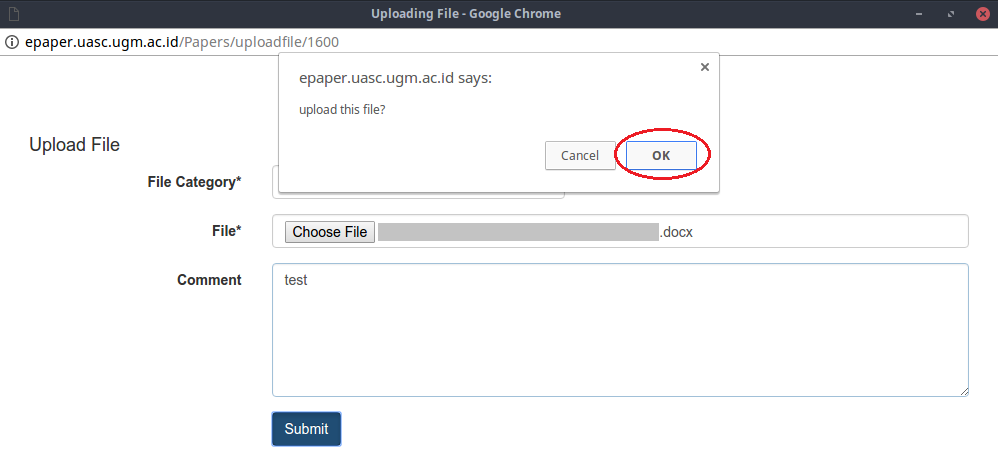 Uploading File - Google Chrome
epaper.uasc.ugm.ac.id/Papers/uploadfile/1600
epaper.uasc.ugm.ac.id says:
upload this file?
Cancel OK
Upload File
File Category*
File* Choose File .docx
Comment test
Submit